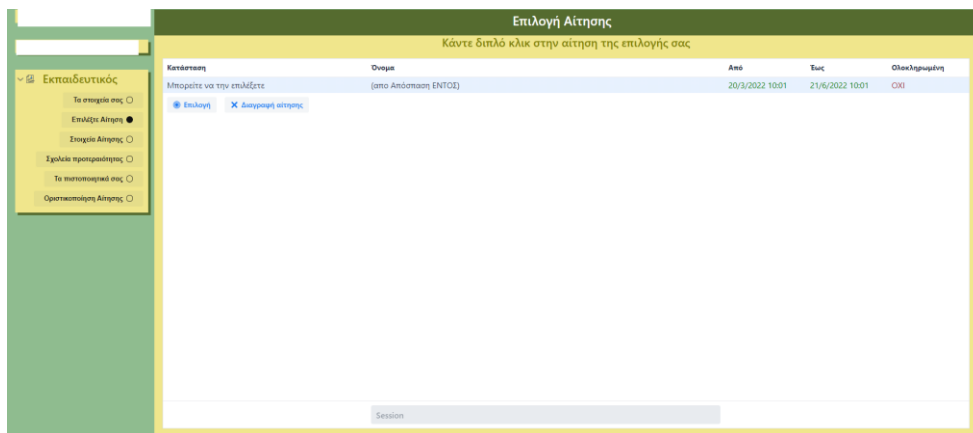 Επιλογή Αίτησης
Κάντε διπλό κλικ στην αίτηση της επιλογής σας
Εκπαιδευτικός
Τα στοιχεία σας
Επιλέξτε Αίτηση
Στοιχεία Αίτησης
Σχολεία προτεραιότητας
Τα πιστοποιητικά σας
Οριστικοποίηση Αίτησης
Κατάσταση Όνομα Από Έως Ολοκληρωμένη
Μπορείτε να την επιλέξετε (απο Απόσπαση ΕΝΤΟΣ) 20/3/2022 10:01 21/6/2022 10:01 ΟΧΙ
Επιλογή Διαγραφή αίτησης
Session